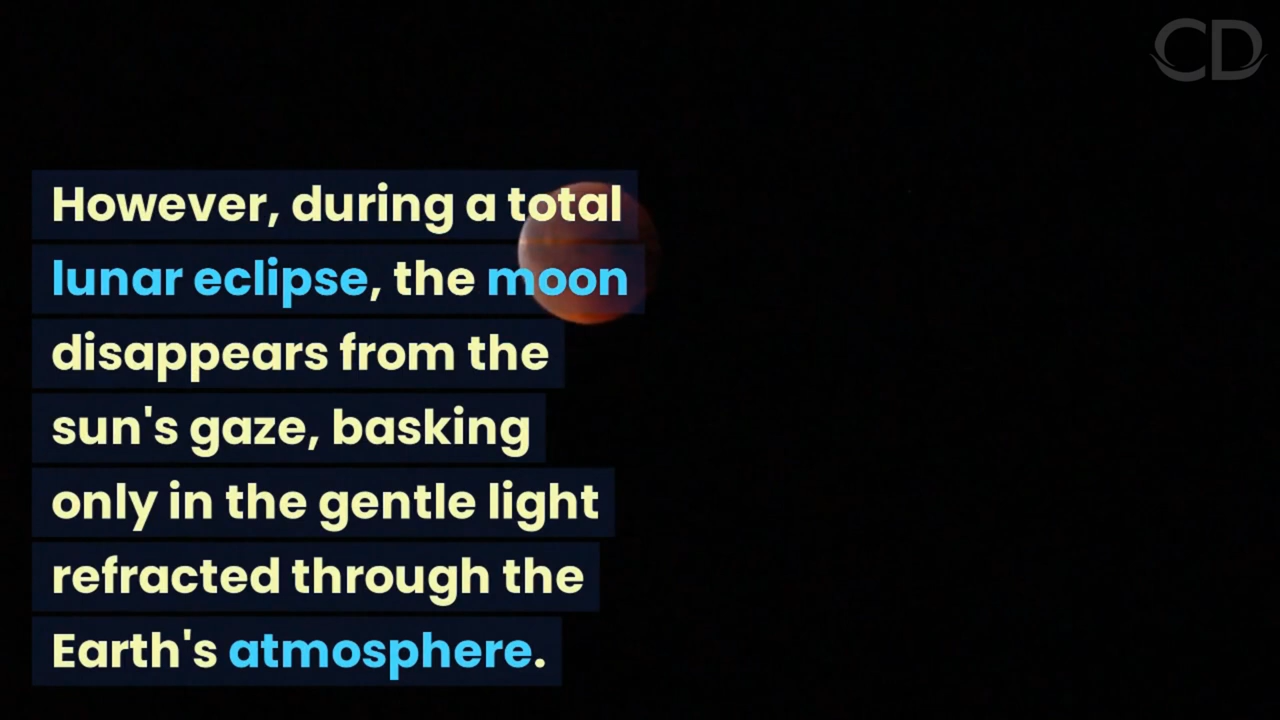 CD
However, during a total
lunar eclipse, the moon
disappears from the
sun's gaze, basking
only in the gentle light
refracted through the
Earth's atmosphere.